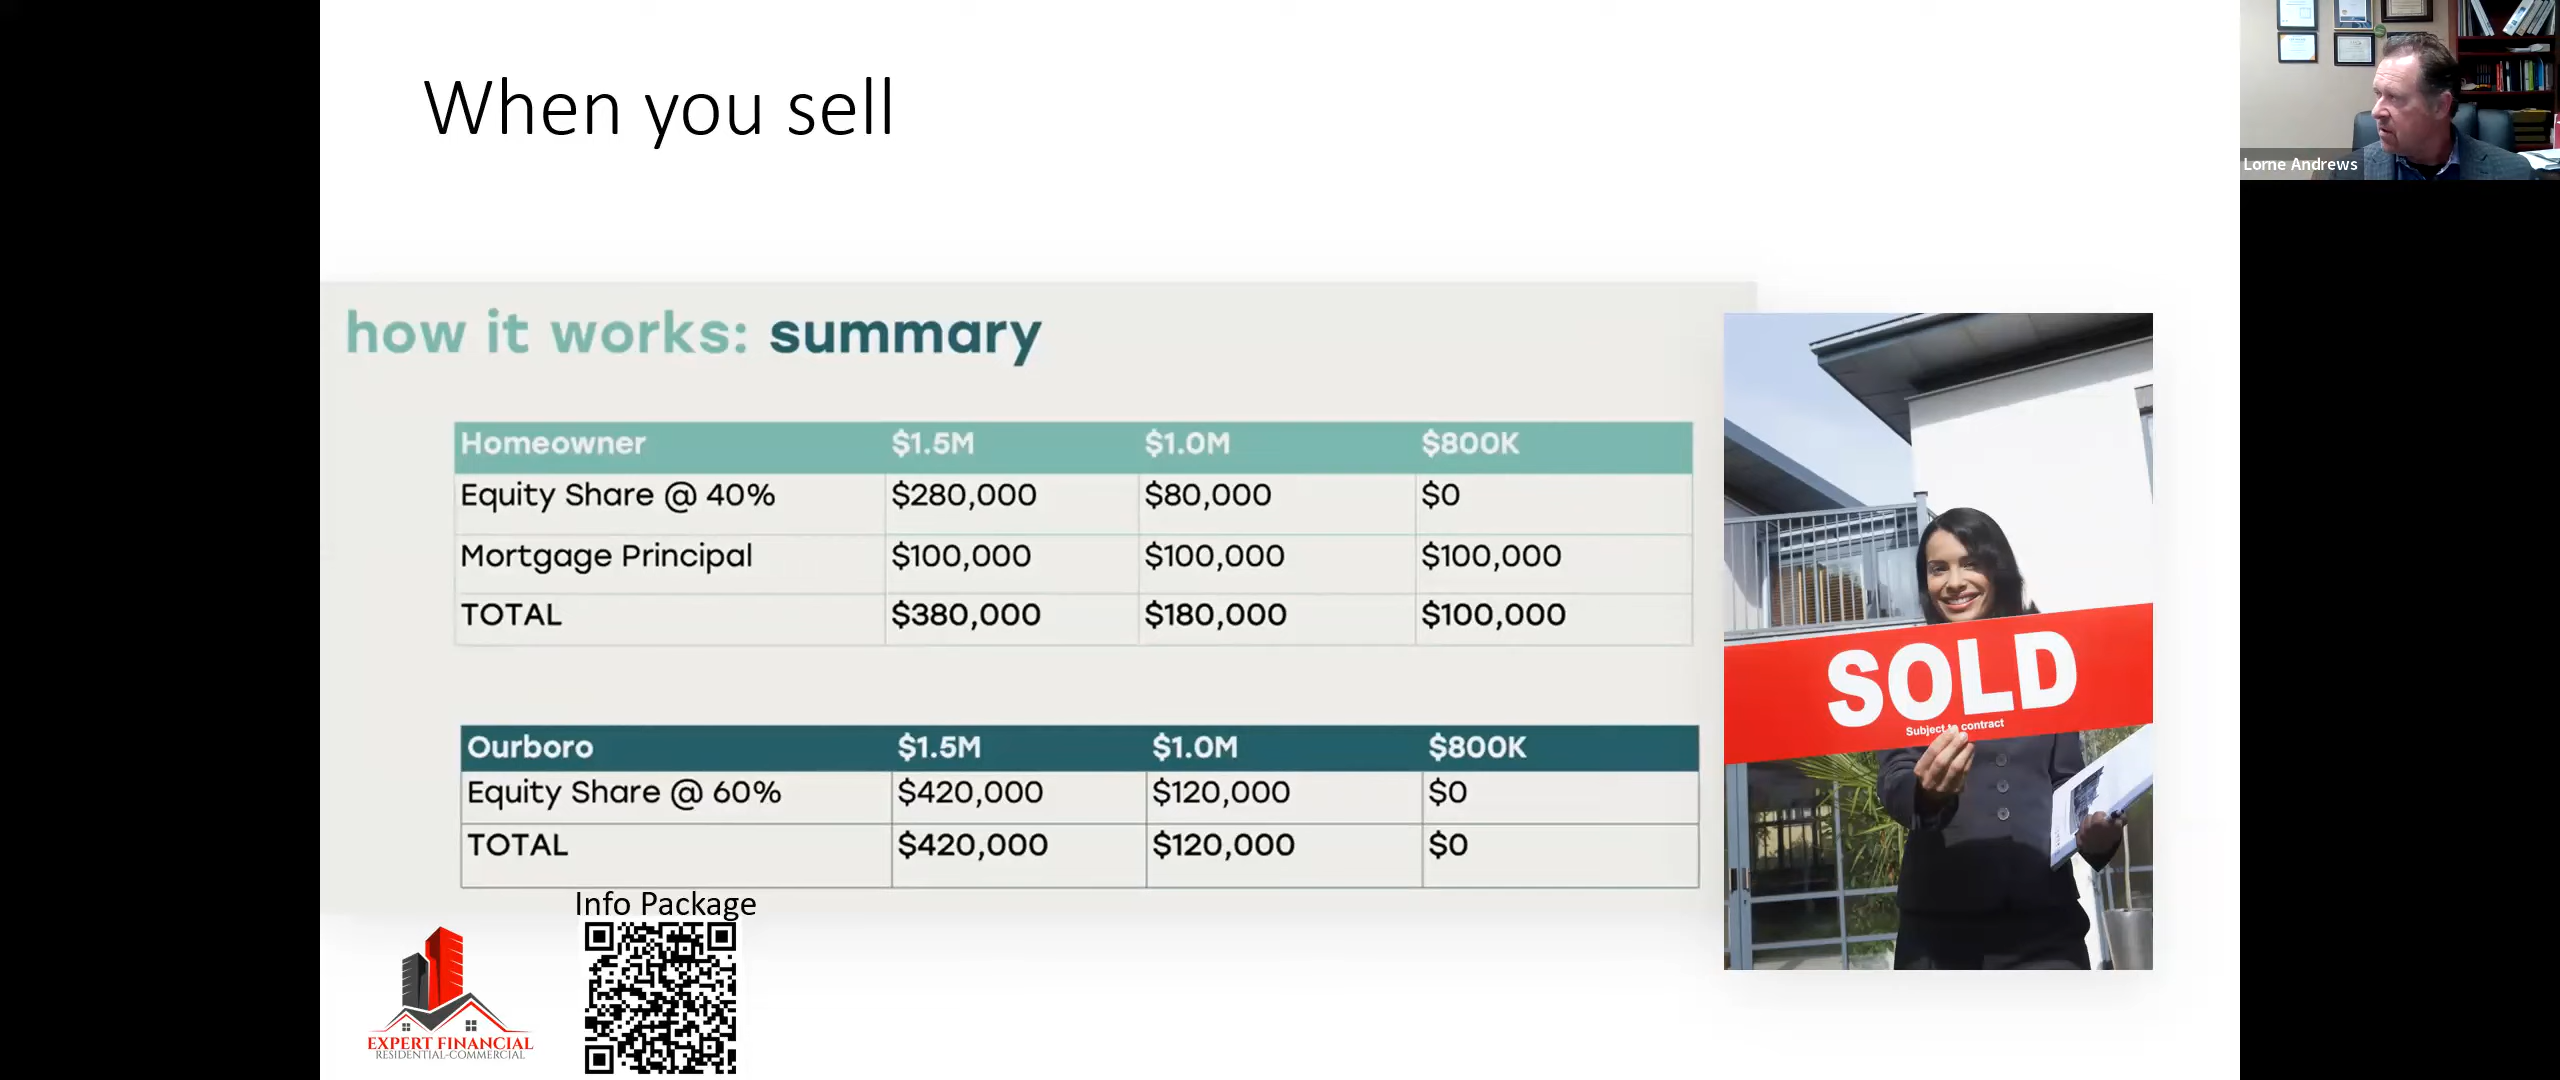 When you sell
Lorne Andrews
how it works: summary
Homeowner $1.5M $1.0M $800K
Equity Share @ 40% $280,000 $80,000 $0
Mortgage Principal $100,000 $100,000 $100,000
TOTAL $380,000 $180,000 $100,000
SOLD
Subject to contract
Ourboro $1.5M $1.0M $800K
Equity Share @ 60% $420,000 $120,000 $0
TOTAL $420,000 $120,000 $0
Info Package
EXPERT FINANCIAL
RESIDENTIAL-COMMERCIAL